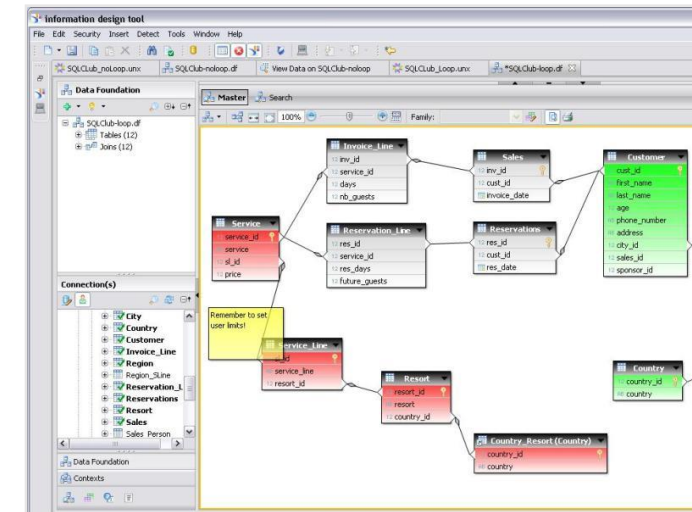 information design tool
File Edit Security Insert Detect Tools Window Help
SQLCLub_noLoop.unx
SQLClub-noloop.df
View Data on SQLClub-noloop
SQLClub_Loop.unx
*SQLClub-loop.df
Data Foundation
SQLClub-loop.df
Tables (12)
Joins (12)
Connection(s)
City
Country
Customer
Invoice_Line
Region
Region_SLine
Reservation_L
Reservations
Resort
Sales
Sales Person
Data Foundation
Contexts
Master
Search
100%
Family:
Invoice_Line
inv_id
service_id
days
nb_guests
Sales
inv_id
cust_id
invoice_date
Customer
cust_id
first_name
last_name
age
phone_number
address
city_id
sales_id
sponsor_id
Service
service_id
service
sl_id
price
Reservation_Line
res_id
service_id
res_days
future_guests
Reservations
res_id
cust_id
res_date
Remember to set
user limits!
Service_Line
sl_id
service_line
resort_id
Resort
resort_id
resort
country_id
Country
country_id
country
Country_Resort (Country)
country_id
country